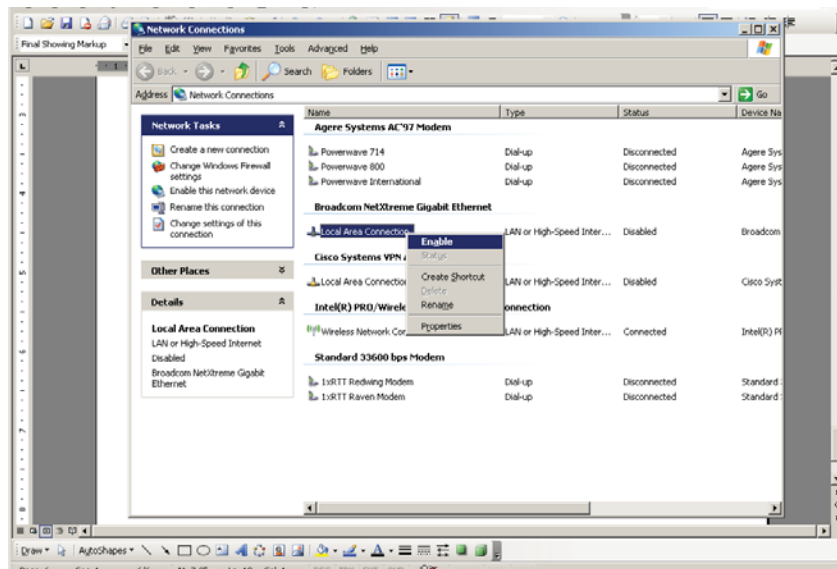 Network Connections
Final Showing Markup
File Edit View Favorites Tools Advanced Help
Back Search Folders
Address Network Connections Go
Name Type Status Device Na
Network Tasks
Create a new connection
Change Windows Firewall
settings
Enable this network device
Rename this connection
Change settings of this
connection
Other Places
Details
Local Area Connection
LAN or High-Speed Internet
Disabled
Broadcom NetXtreme Gigabit
Ethernet
Agere Systems AC'97 Modem
Powerwave 714 Dial-up Disconnected Agere Sys
Powerwave 800 Dial-up Disconnected Agere Sys
Powerwave International Dial-up Disconnected Agere Sys
Broadcom NetXtreme Gigabit Ethernet
Local Area Connection LAN or High-Speed Inter... Disabled Broadcom
Cisco Systems VPN
Local Area Connection LAN or High-Speed Inter... Disabled Cisco Syst
Intel(R) PRO/Wirele onnection
Wireless Network Cor LAN or High-Speed Inter... Connected Intel(R) P
Standard 33600 bps Modem
1xRTT Redwing Modem Dial-up Disconnected Standard
1xRTT Raven Modem Dial-up Disconnected Standard
Enable
Status
Create Shortcut
Delete
Rename
Properties
Draw AutoShapes